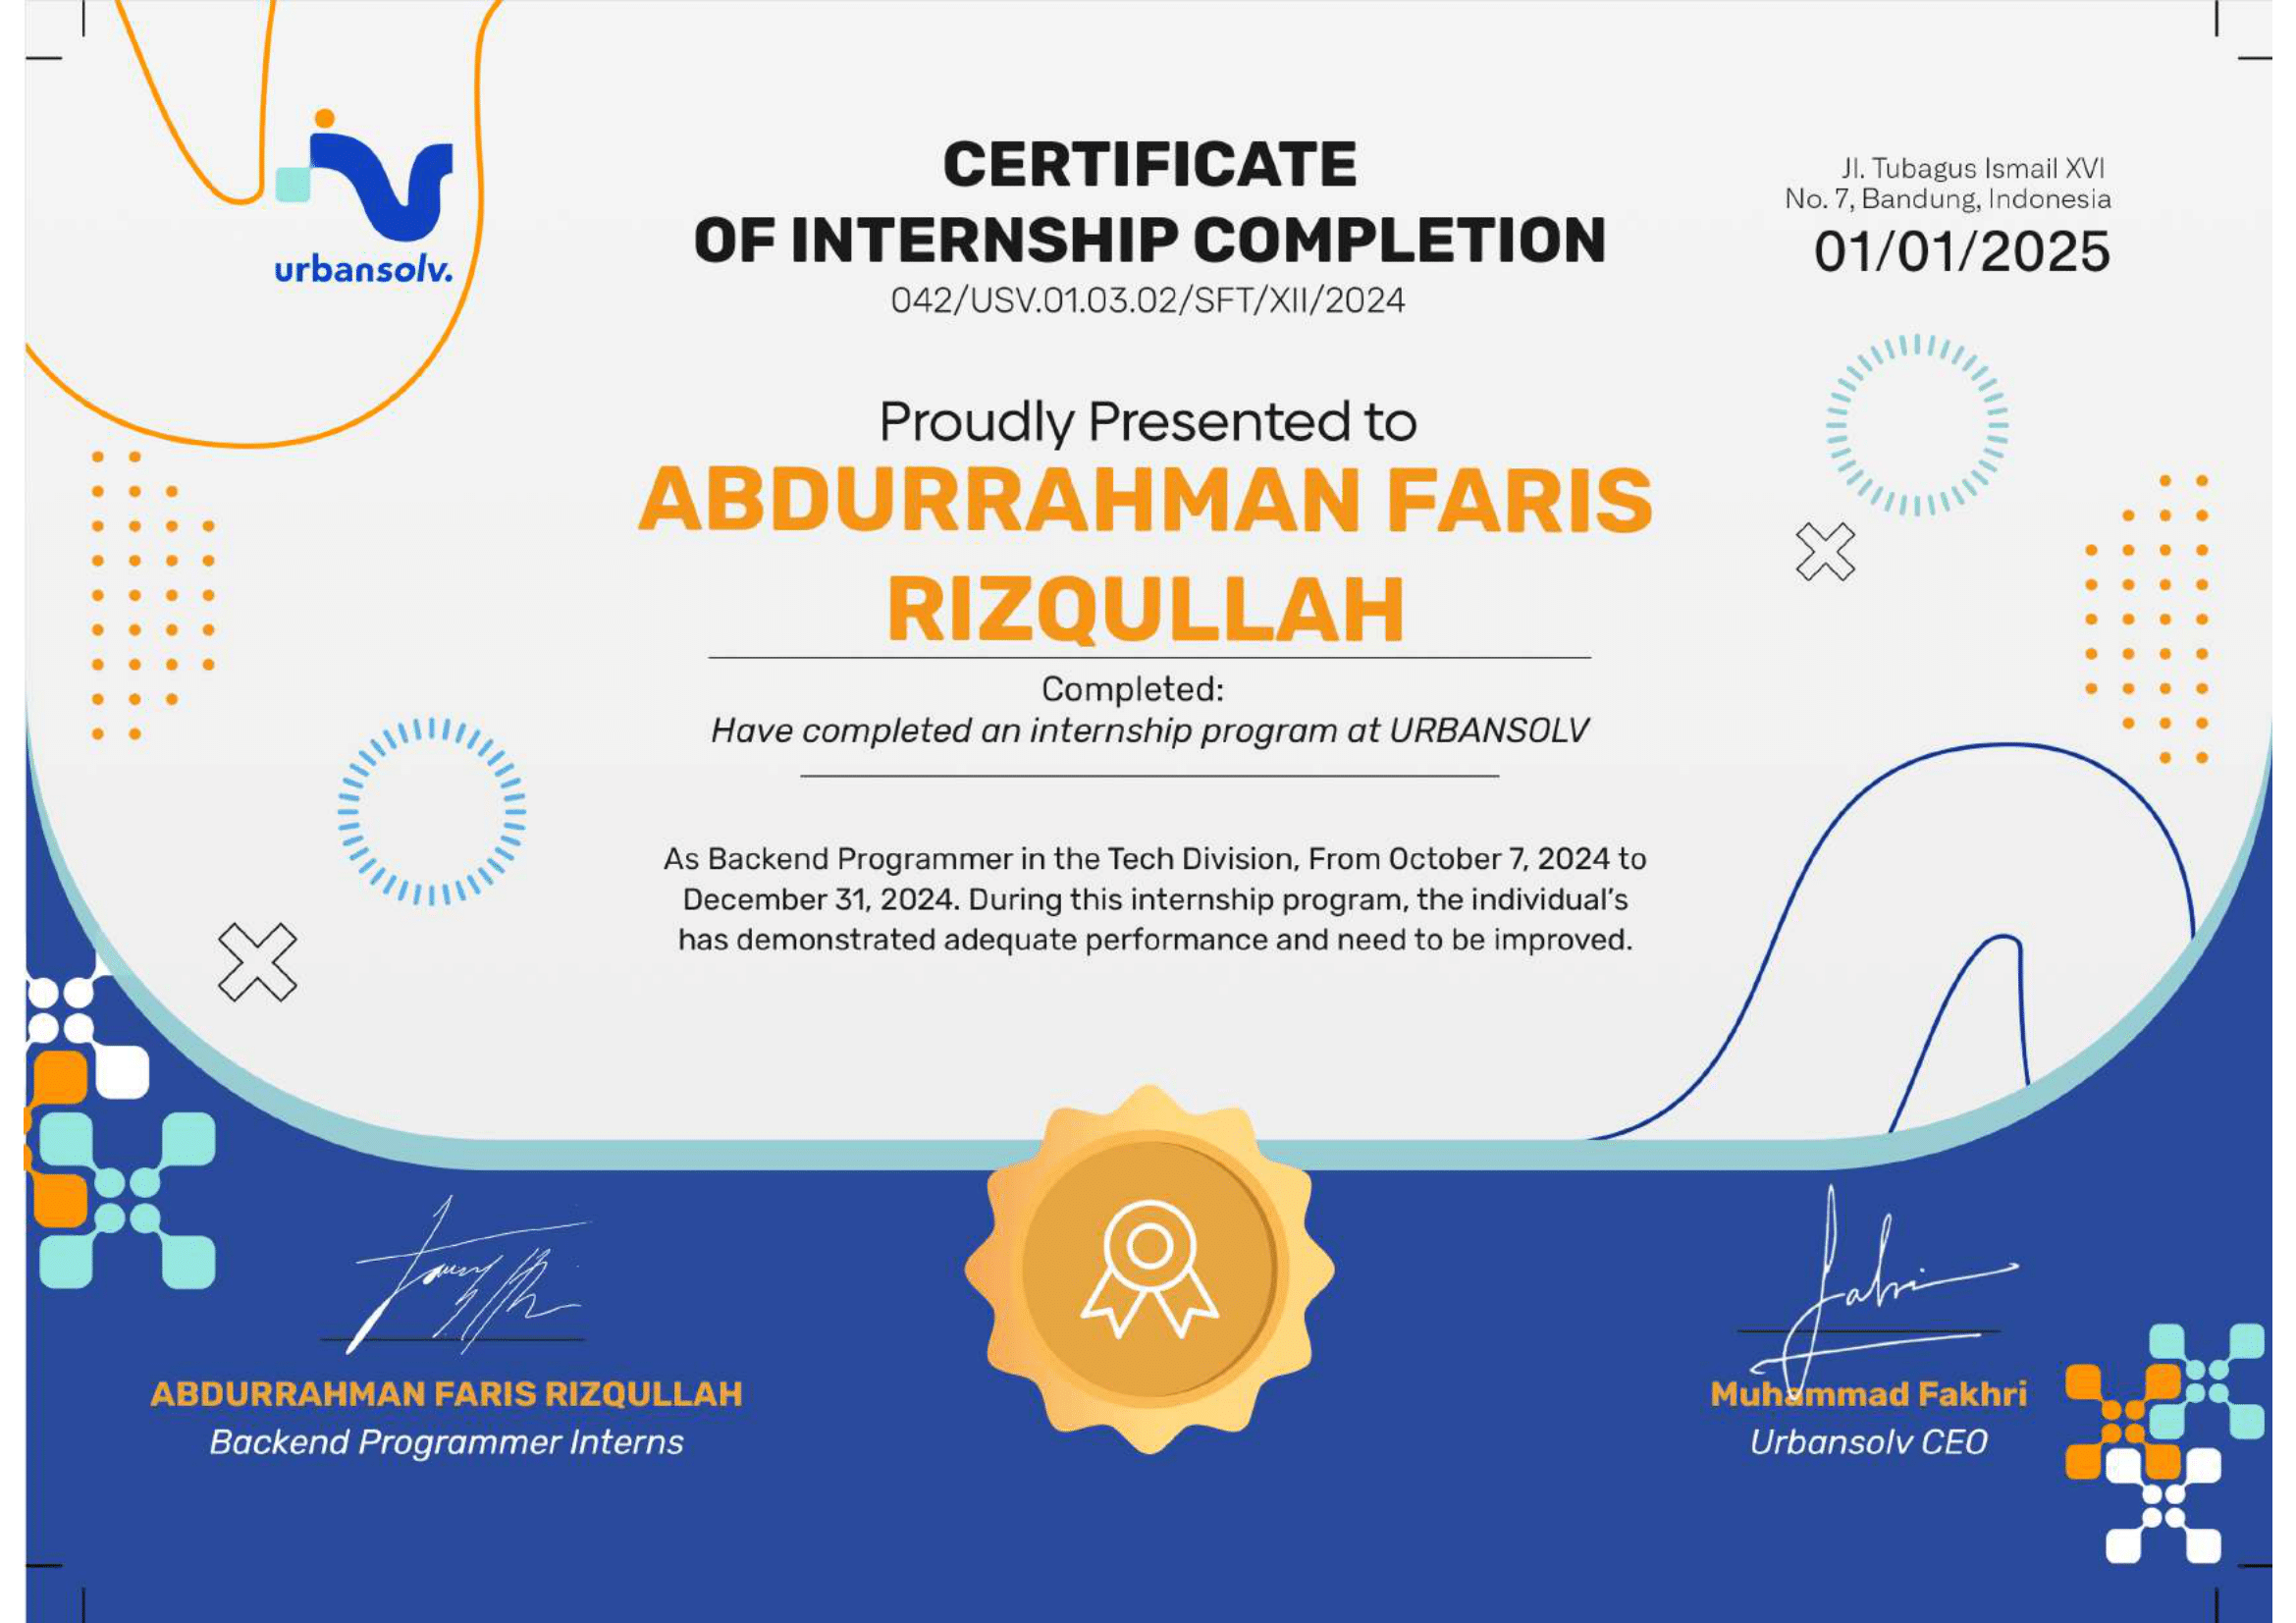 urbansolv.
CERTIFICATE
OF INTERNSHIP COMPLETION
042/USV.01.03.02/SFT/XII/2024
Jl. Tubagus Ismail XVI
No. 7, Bandung, Indonesia
01/01/2025
Proudly Presented to
ABDURRAHMAN FARIS
RIZQULLAH
Completed:
Have completed an internship program at URBANSOLV
As Backend Programmer in the Tech Division, From October 7, 2024 to
December 31, 2024. During this internship program, the individual's
has demonstrated adequate performance and need to be improved.
ABDURRAHMAN FARIS RIZQULLAH
Backend Programmer Interns
Muhammad Fakhri
Urbansolv CEO